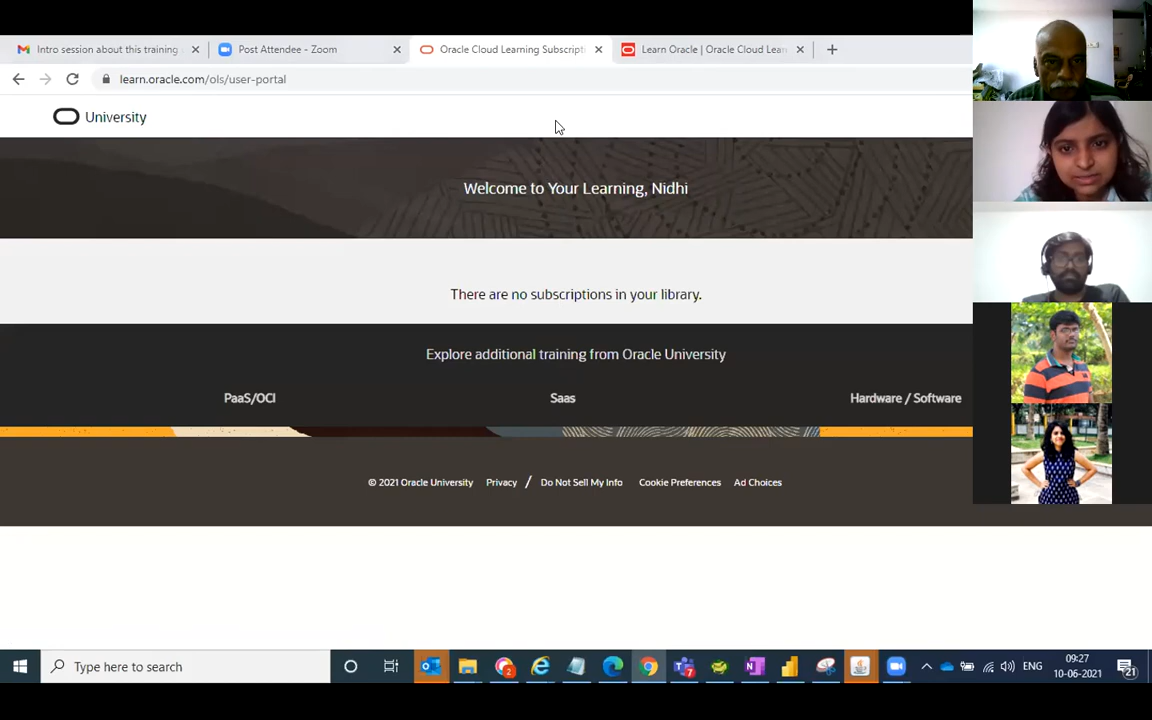 Intro session about this training
Post Attendee - Zoom
Oracle Cloud Learning Subscripti
Learn Oracle | Oracle Cloud Lear
learn.oracle.com/ols/user-portal
University
Welcome to Your Learning, Nidhi
There are no subscriptions in your library.
Explore additional training from Oracle University
PaaS/OCI
Saas
Hardware / Software
© 2021 Oracle University Privacy / Do Not Sell My Info Cookie Preferences Ad Choices
Type here to search
2
7
ENG
09:27
10-06-2021
21